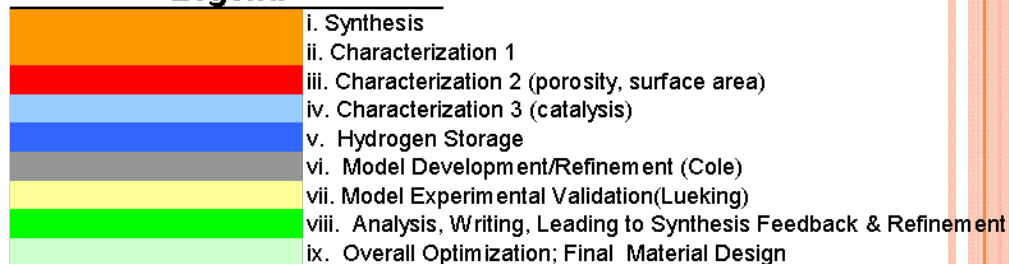 i. Synthesis
ii. Characterization 1
iii. Characterization 2 (porosity, surface area)
iv. Characterization 3 (catalysis)
v. Hydrogen Storage
vi. Model Development/Refinement (Cole)
vii. Model Experimental Validation(Lueking)
viii. Analysis, Writing, Leading to Synthesis Feedback & Refinement
ix. Overall Optimization; Final Material Design